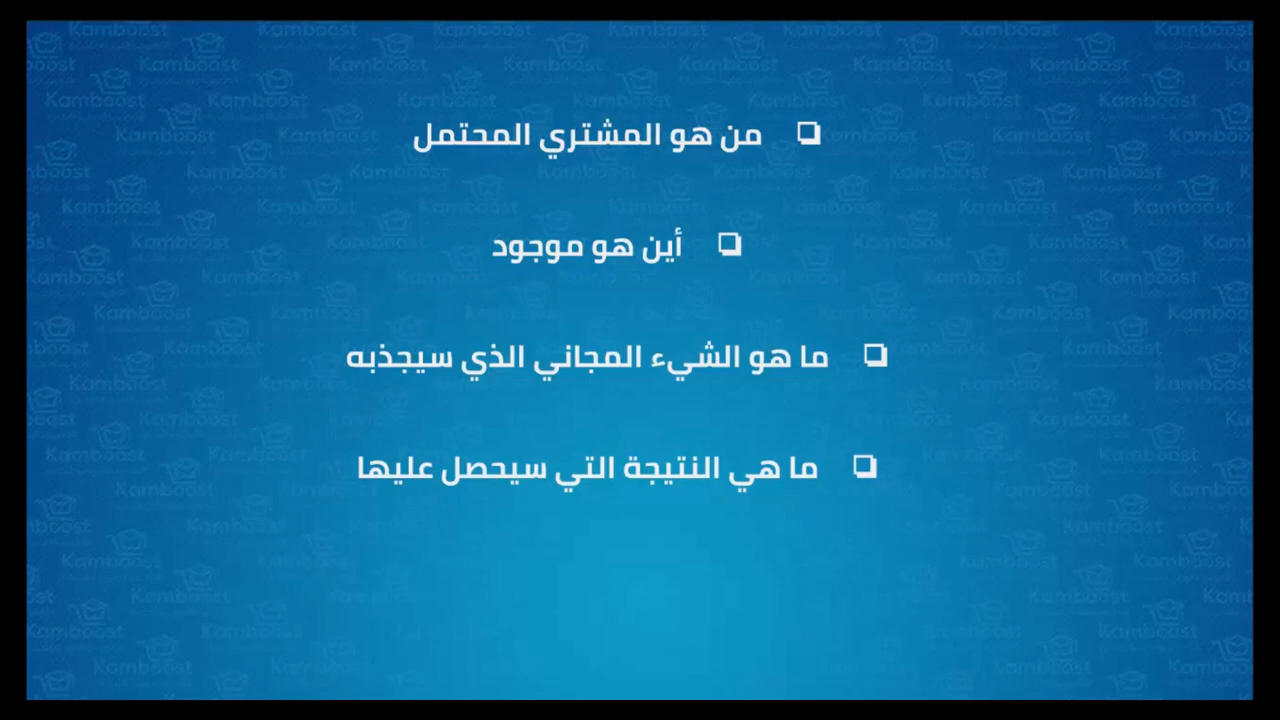 ❑ من هو المشتري المحتمل
❑ أين هو موجود
❑ ما هو الشيء المجاني الذي سيجذبه
❑ ما هي النتيجة التي سيحصل عليها
Kamboost